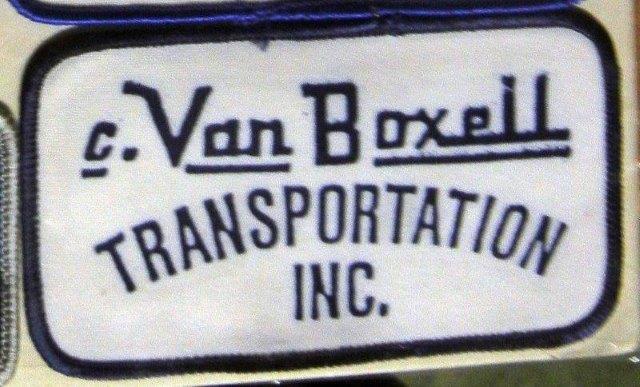 c. Van Boxell
TRANSPORTATION
INC.